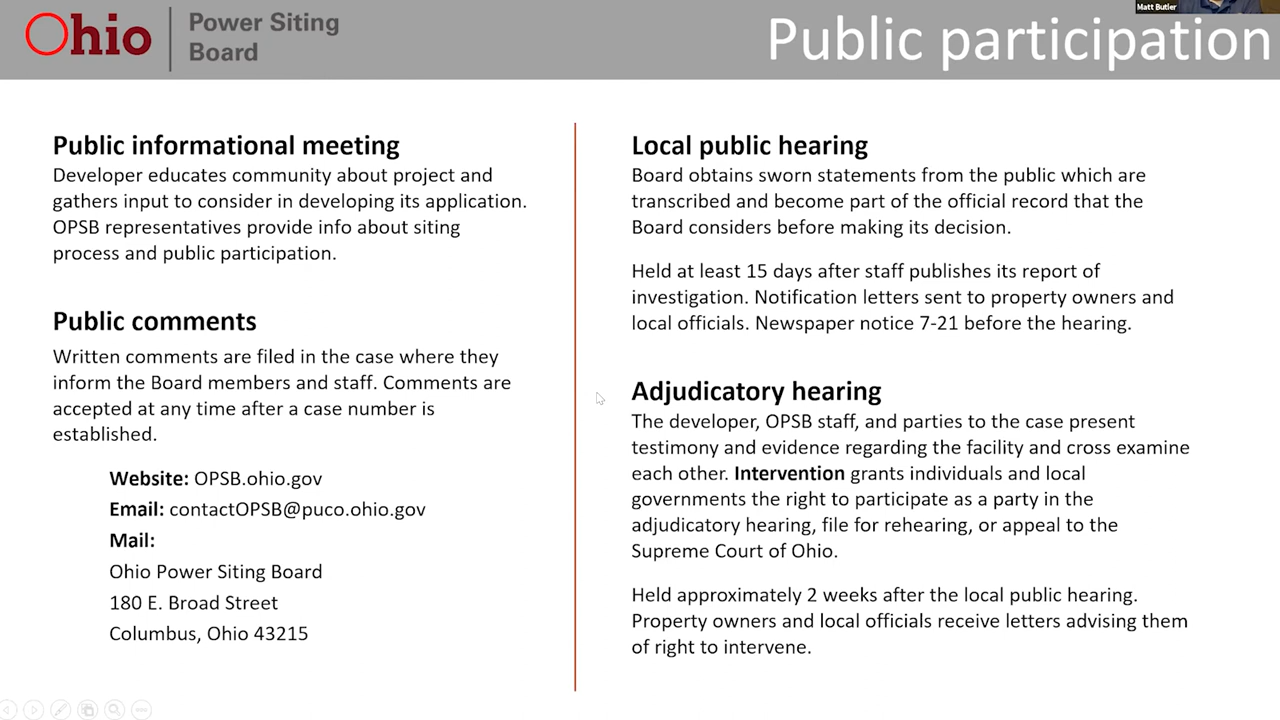 Ohio
Power Siting
Board
Matt Butler
Public participation
Public informational meeting
Developer educates community about project and
gathers input to consider in developing its application.
OPSB representatives provide info about siting
process and public participation.
Public comments
Written comments are filed in the case where they
inform the Board members and staff. Comments are
accepted at any time after a case number is
established.
Website: OPSB.ohio.gov
Email: contactOPSB@puco.ohio.gov
Mail:
Ohio Power Siting Board
180 E. Broad Street
Columbus, Ohio 43215
Local public hearing
Board obtains sworn statements from the public which are
transcribed and become part of the official record that the
Board considers before making its decision.
Held at least 15 days after staff publishes its report of
investigation. Notification letters sent to property owners and
local officials. Newspaper notice 7-21 before the hearing.
Adjudicatory hearing
The developer, OPSB staff, and parties to the case present
testimony and evidence regarding the facility and cross examine
each other. Intervention grants individuals and local
governments the right to participate as a party in the
adjudicatory hearing, file for rehearing, or appeal to the
Supreme Court of Ohio.
Held approximately 2 weeks after the local public hearing.
Property owners and local officials receive letters advising them
of right to intervene.